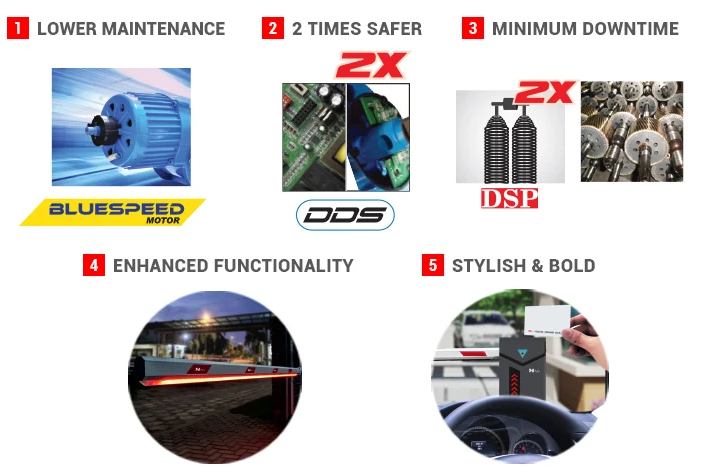 1 LOWER MAINTENANCE
BLUESPEED
MOTOR
2 2 TIMES SAFER
2X
DDS
3 MINIMUM DOWNTIME
2X
DSP
4 ENHANCED FUNCTIONALITY
5 STYLISH & BOLD